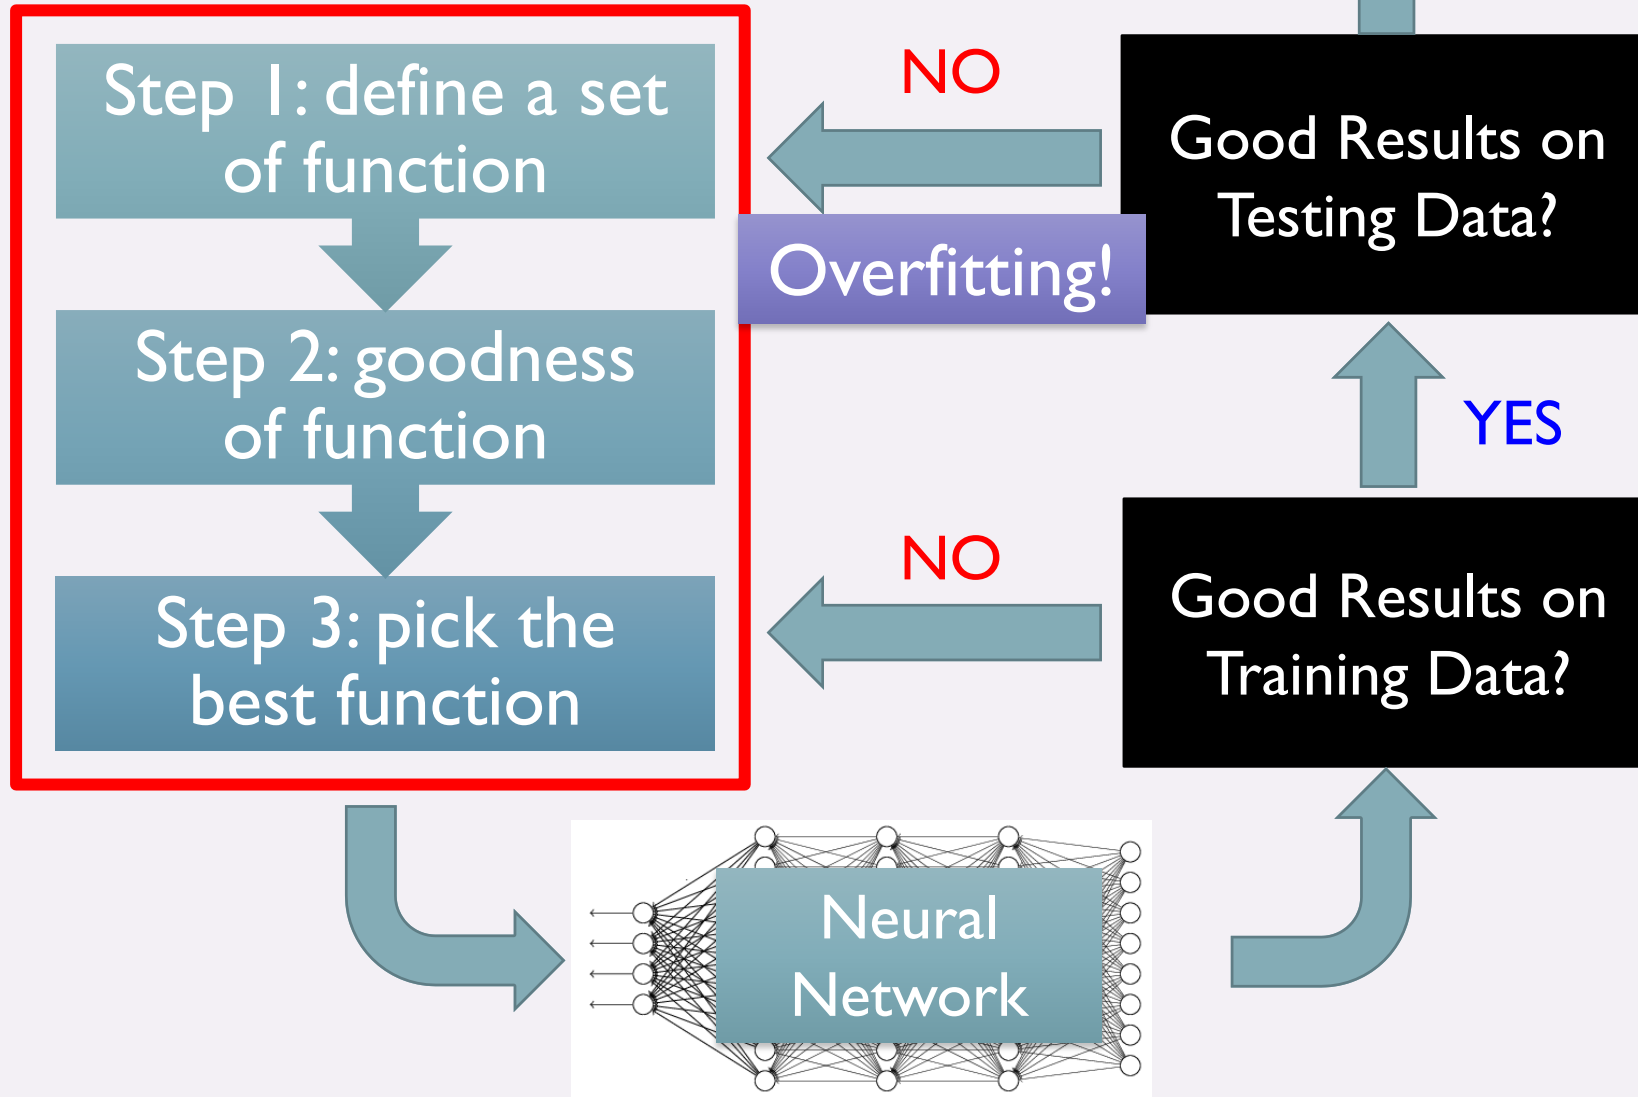 Step 1: define a set
of function
Step 2: goodness
of function
Step 3: pick the
best function
NO
Overfitting!
NO
Good Results on
Testing Data?
YES
Good Results on
Training Data?
Neural
Network